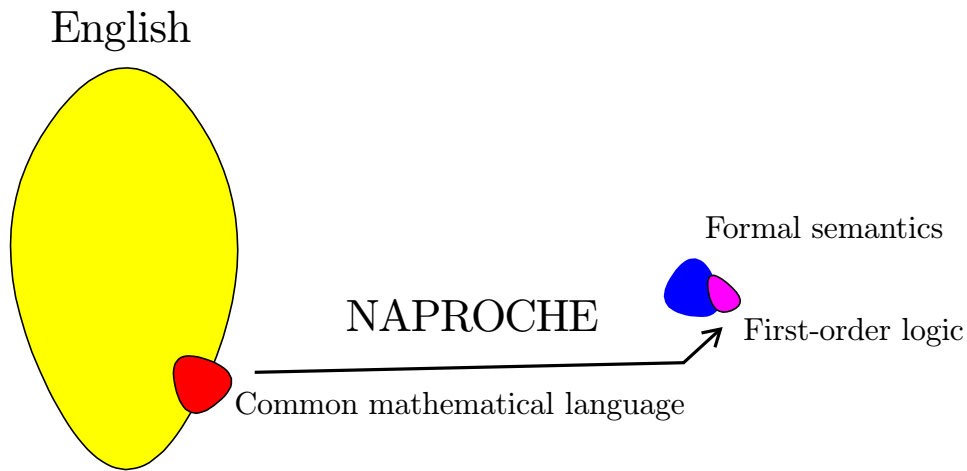 English
Formal semantics
NAPROCHE
First-order logic
Common mathematical language